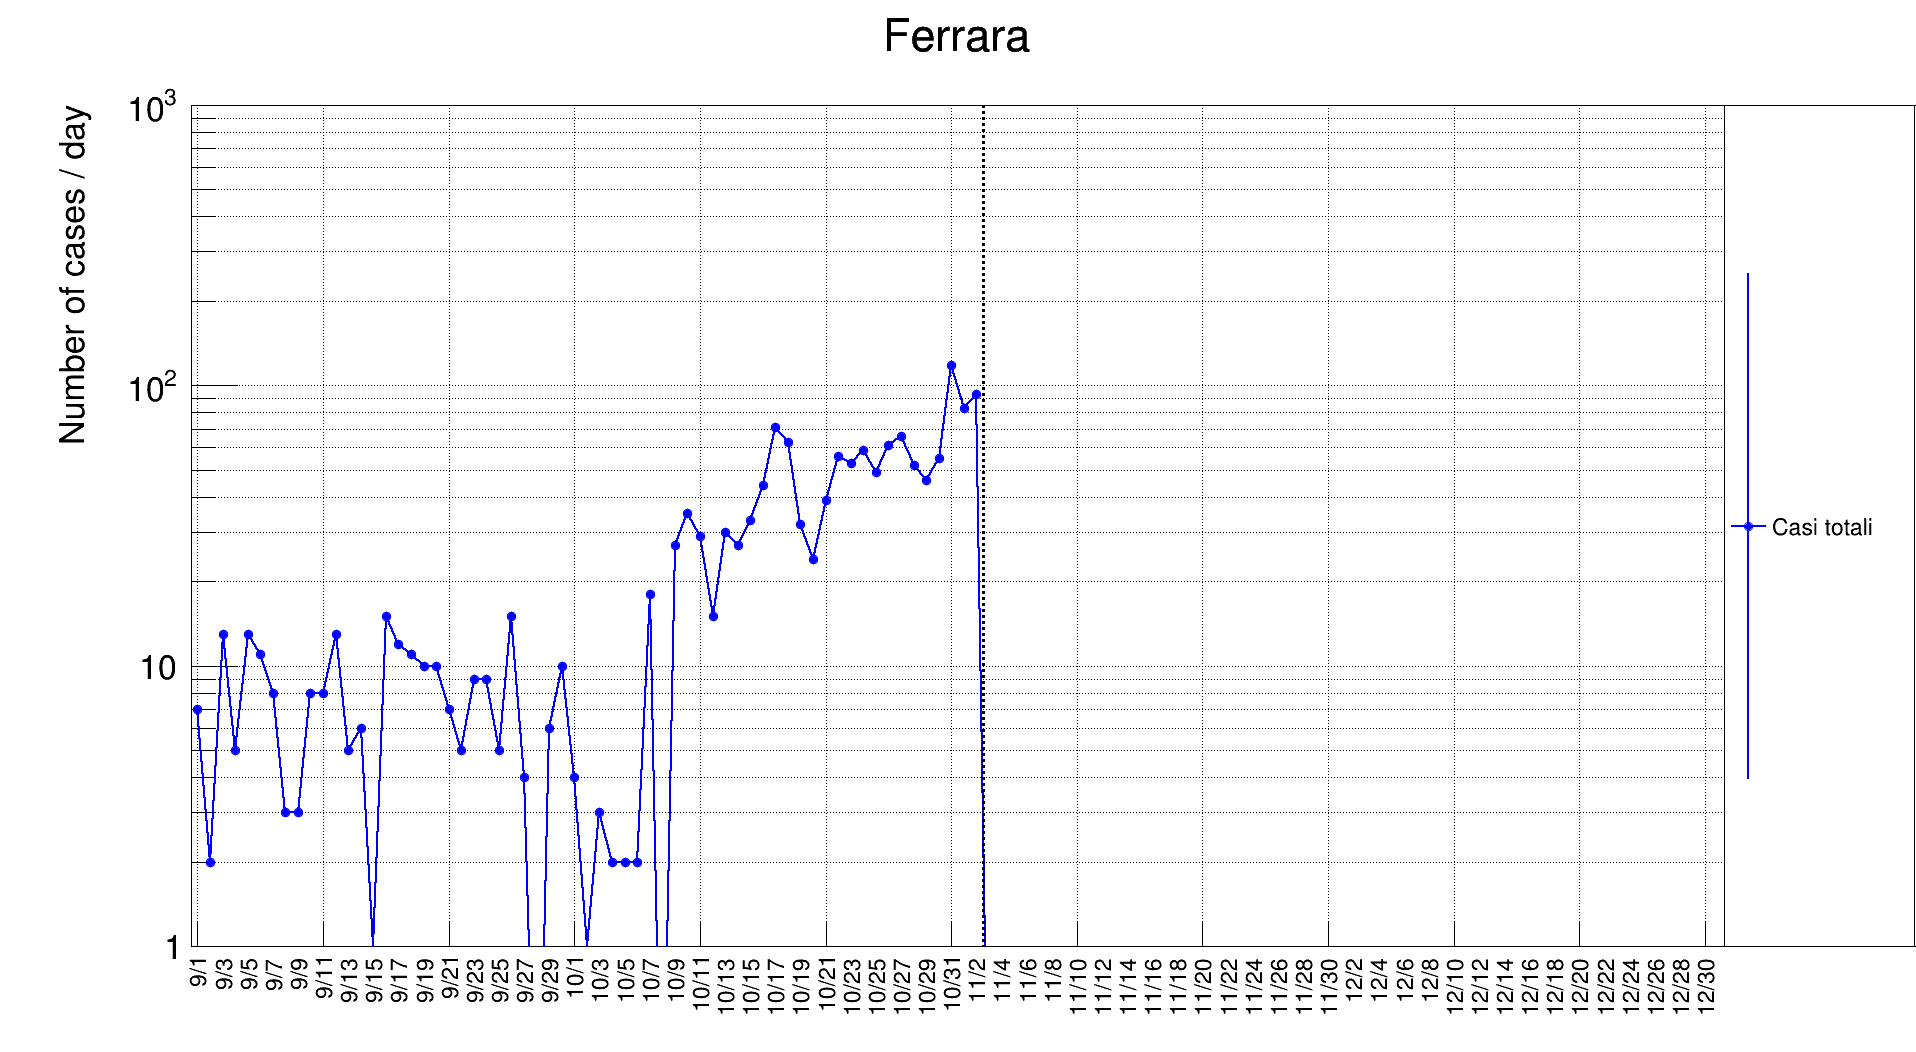 Ferrara
Number of cases / day
10³
10²
10
1
9/1 9/3 9/5 9/7 9/9 9/11 9/13 9/15 9/17 9/19 9/21 9/23 9/25 9/27 9/29 10/1 10/3 10/5 10/7 10/9 10/11 10/13 10/15 10/17 10/19 10/21 10/23 10/25 10/27 10/29 10/31 11/2 11/4 11/6 11/8 11/10 11/12 11/14 11/16 11/18 11/20 11/22 11/24 11/26 11/28 11/30 12/2 12/4 12/6 12/8 12/10 12/12 12/14 12/16 12/18 12/20 12/22 12/24 12/26 12/28 12/30
Casi totali